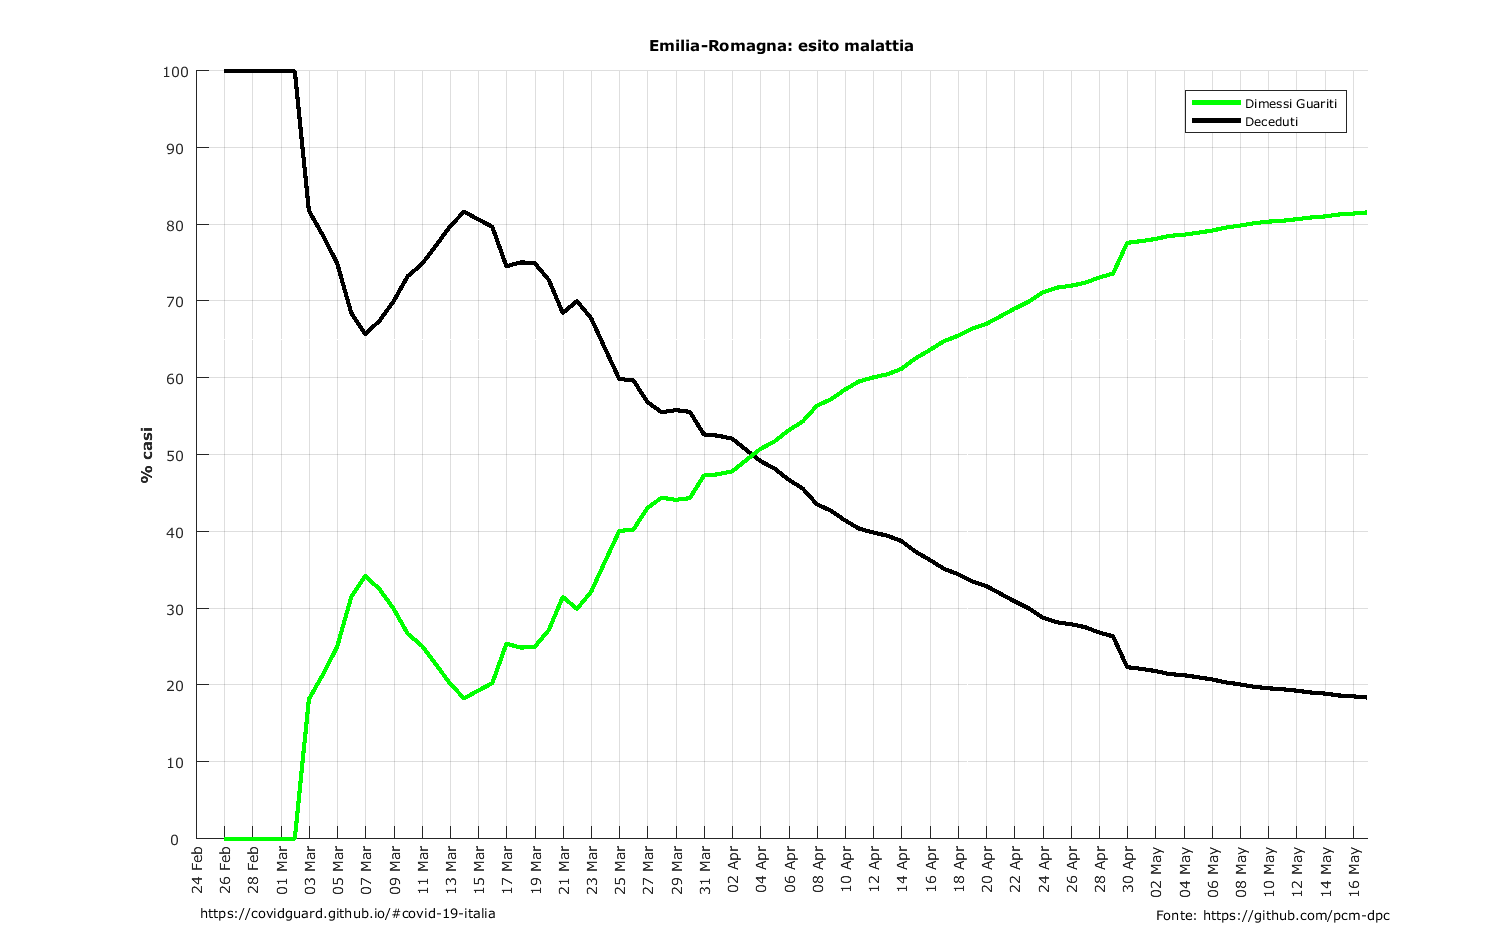 Emilia-Romagna: esito malattia
Dimessi Guariti
Deceduti
% casi
100
90
80
70
60
50
40
30
20
10
0
24 Feb
26 Feb
28 Feb
01 Mar
03 Mar
05 Mar
07 Mar
09 Mar
11 Mar
13 Mar
15 Mar
17 Mar
19 Mar
21 Mar
23 Mar
25 Mar
27 Mar
29 Mar
31 Mar
02 Apr
04 Apr
06 Apr
08 Apr
10 Apr
12 Apr
14 Apr
16 Apr
18 Apr
20 Apr
22 Apr
24 Apr
26 Apr
28 Apr
30 Apr
02 May
04 May
06 May
08 May
10 May
12 May
14 May
16 May
https://covidguard.github.io/#covid-19-italia
Fonte: https://github.com/pcm-dpc